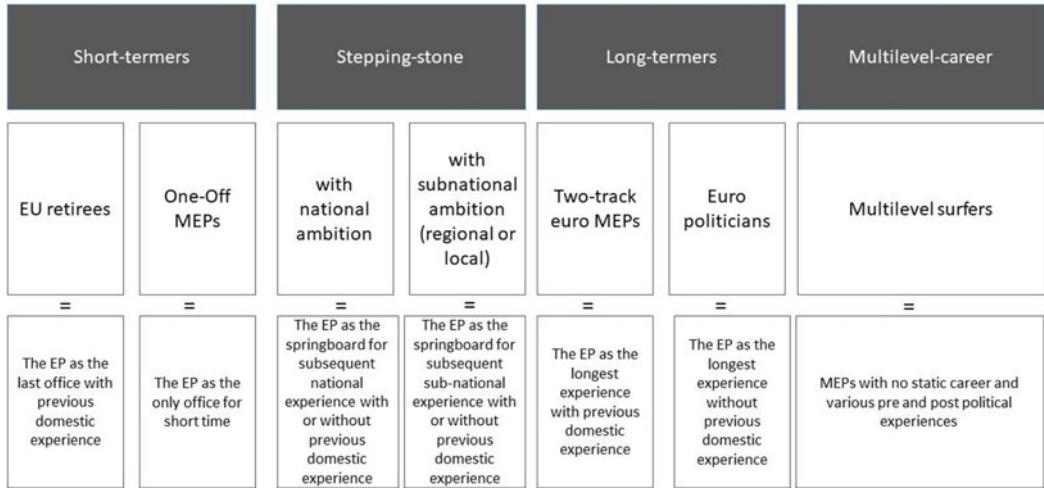 Short-termers
Stepping-stone
Long-termers
Multilevel-career
EU retirees
One-Off
MEPs
with
national
ambition
with
subnational
ambition
(regional or
local)
Two-track
euro MEPs
Euro
politicians
Multilevel surfers
=
=
=
=
=
=
=
The EP as the
last office with
previous
domestic
experience
The EP as the
only office for
short time
The EP as the
springboard for
subsequent
national
experience with
or without
previous
domestic
experience
The EP as the
springboard for
subsequent
sub-national
experience with
or without
previous
domestic
experience
The EP as the
longest
experience
with previous
domestic
experience
The EP as the
longest
experience
without
previous
domestic
experience
MEPs with no static career and
various pre and post political
experiences